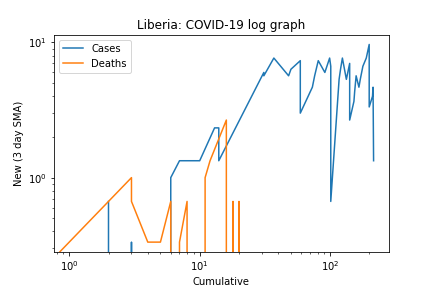 Liberia: COVID-19 log graph
Cases
Deaths
New (3 day SMA)
10¹
10⁰
10⁰ 10¹ 10²
Cumulative